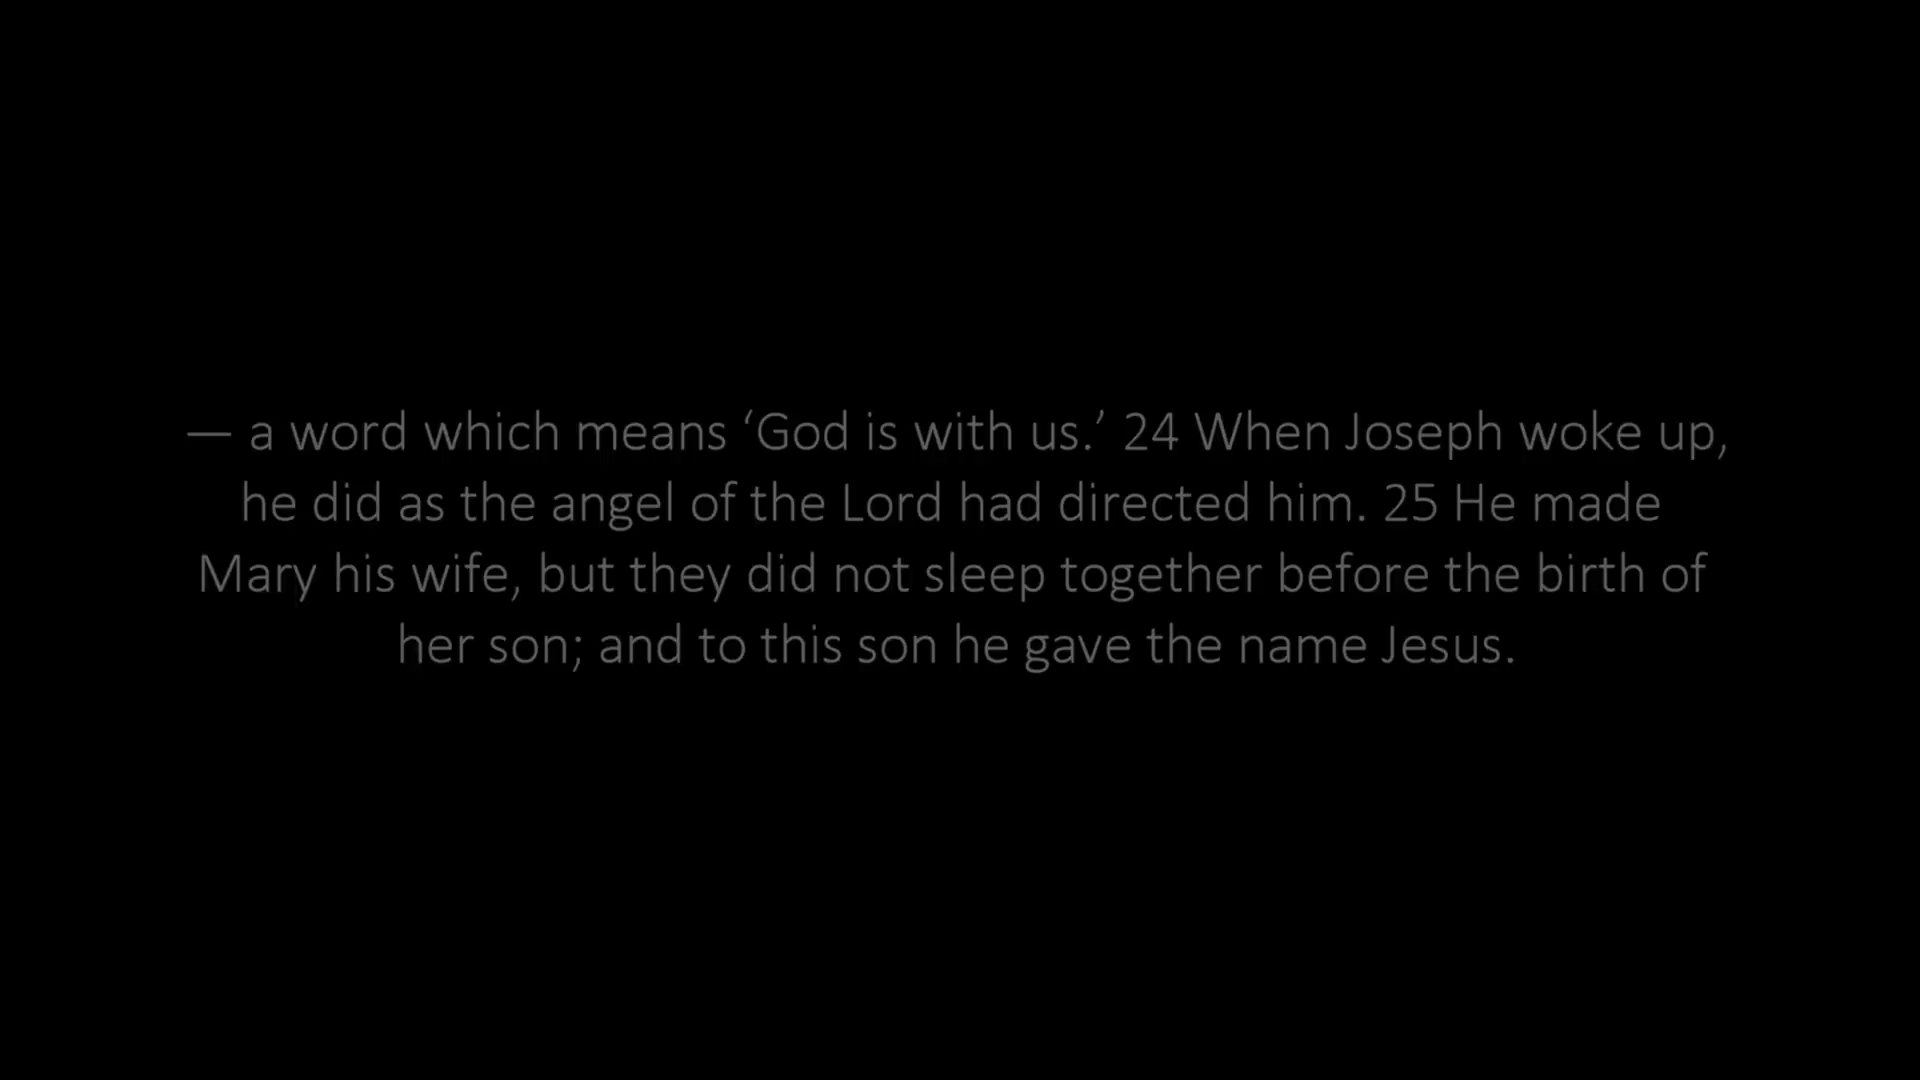 — a word which means ‘God is with us.’ 24 When Joseph woke up,
he did as the angel of the Lord had directed him. 25 He made
Mary his wife, but they did not sleep together before the birth of
her son; and to this son he gave the name Jesus.